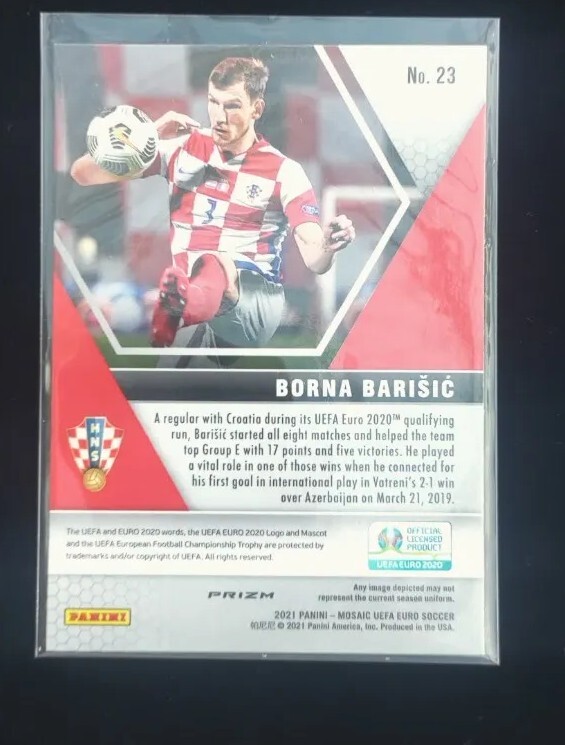 No. 23
3
BORNA BARIŠIĆ
A regular with Croatia during its UEFA Euro 2020™ qualifying
run, Barišić started all eight matches and helped the team
top Group E with 17 points and five victories. He played
a vital role in one of those wins when he connected for
his first goal in international play in Vatreni's 2-1 win
over Azerbaijan on March 21, 2019.
HNS
The UEFA and EURO 2020 words, the UEFA EURO 2020 Logo and Mascot
and the UEFA European Football Championship Trophy are protected by
trademarks and/or copyright of UEFA. All rights reserved.
OFFICIAL
LICENSED
PRODUCT
UEFA EURO 2020
PRIZM
Any image depicted may not
represent the current season uniform.
PANINI
2021 PANINI – MOSAIC UEFA EURO SOCCER
帕尼尼 © 2021 Panini America, Inc. Produced in the USA.